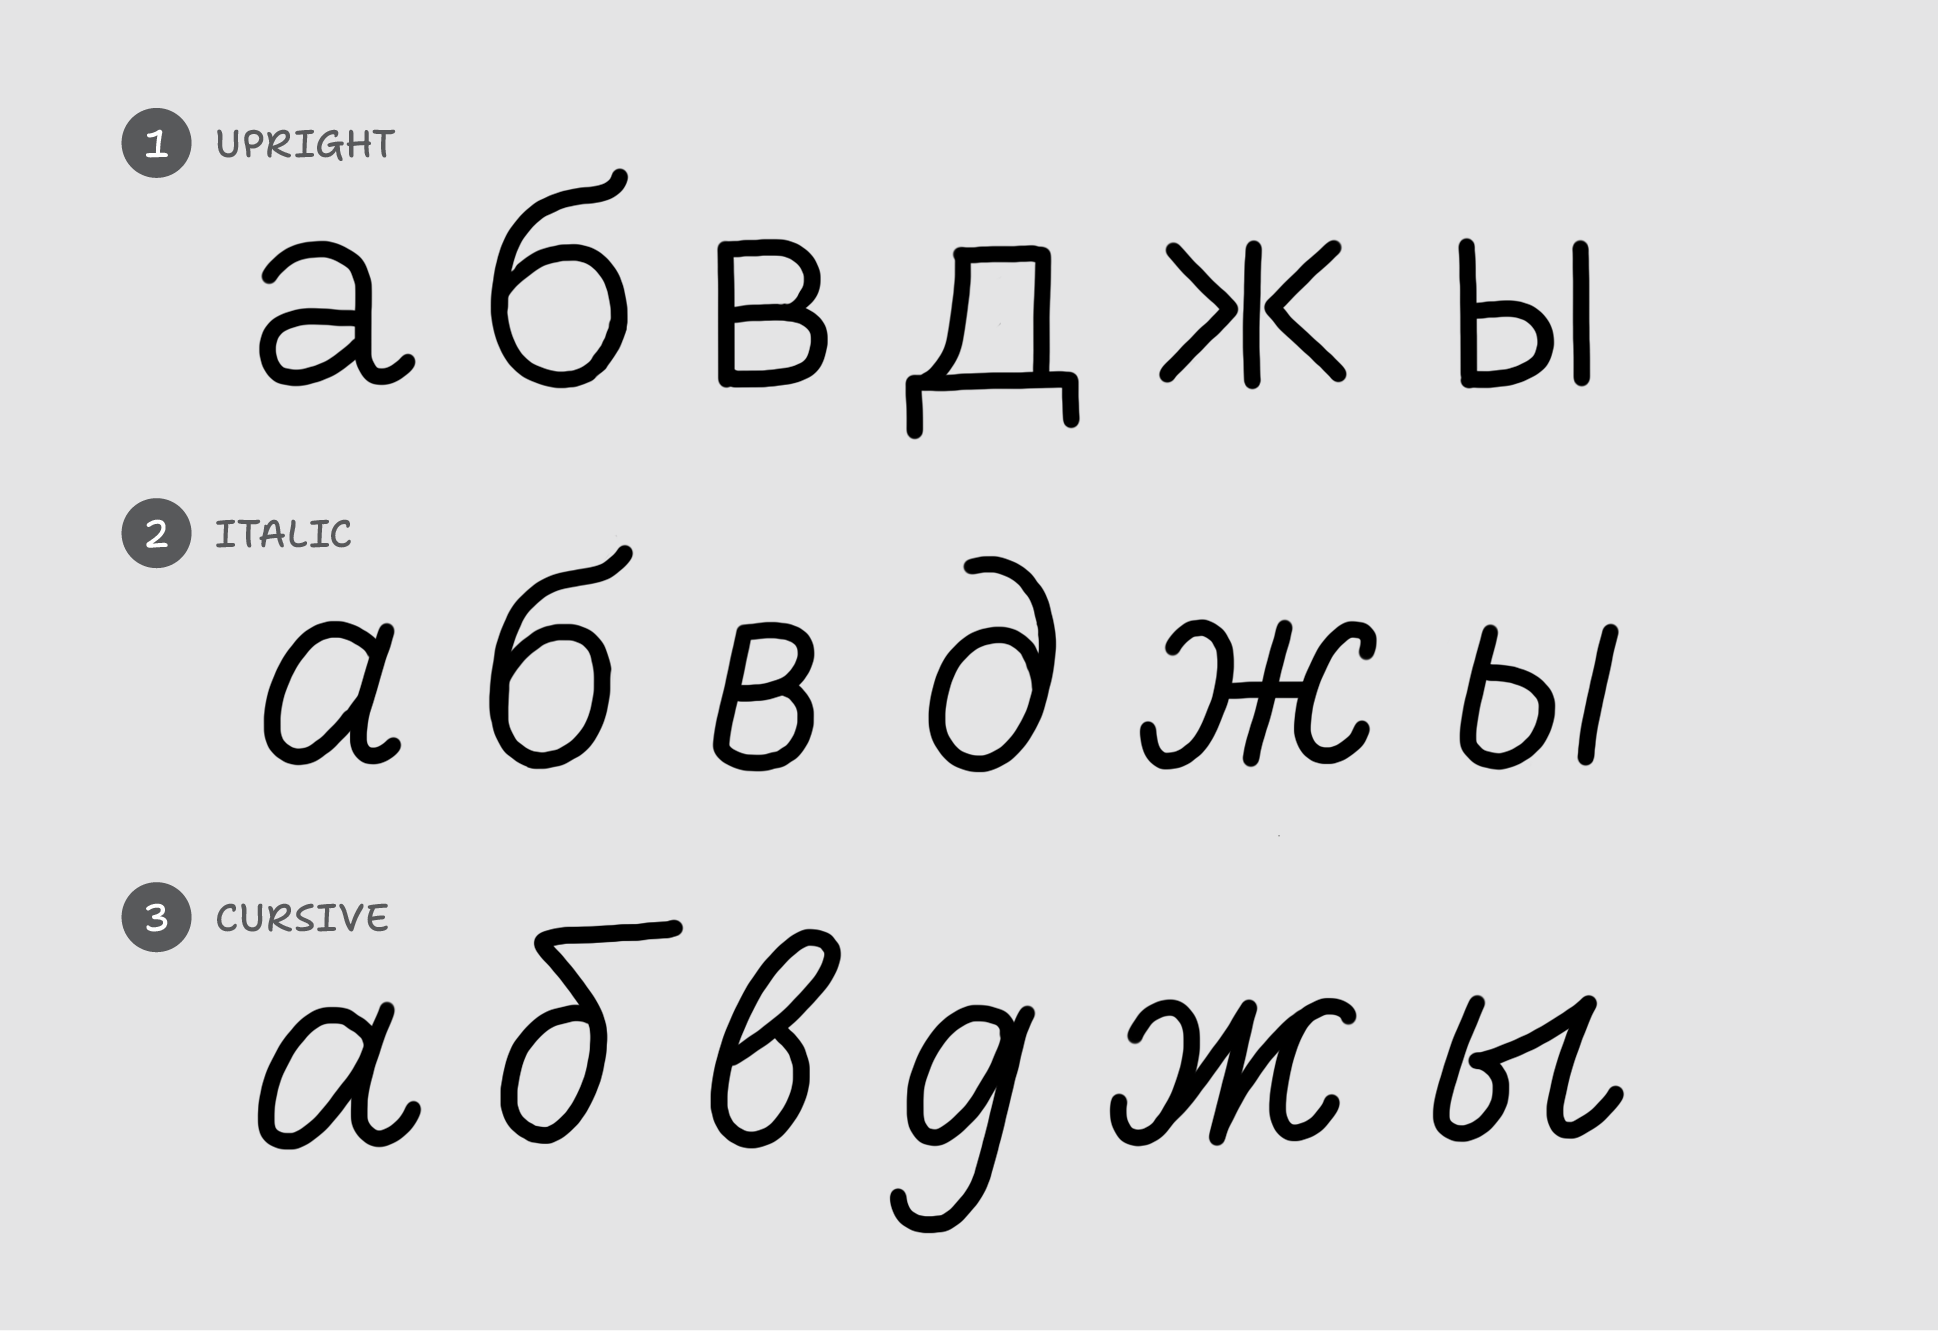 1 UPRIGHT
а б в д ж ы
2 ITALIC
а б в д ж ы
3 CURSIVE
а б в д ж ы